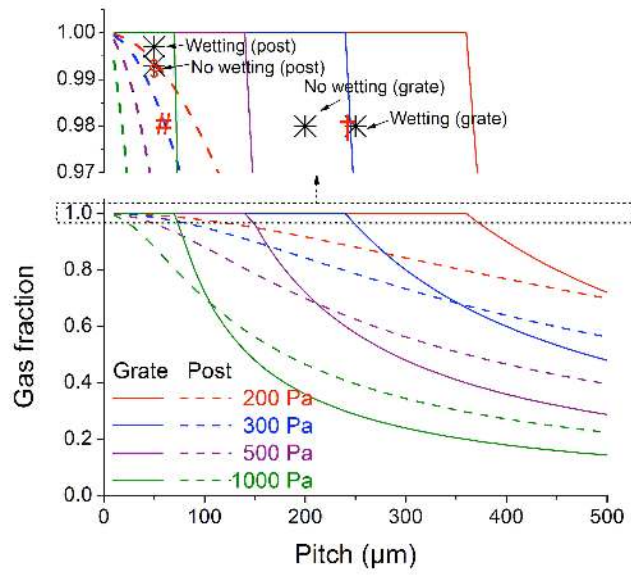 1.00
0.99
0.98
0.97
Wetting (post)
No wetting (post)
No wetting (grate)
Wetting (grate)
#
$
†
1.0
0.8
0.6
0.4
0.2
0.0
Gas fraction
Grate Post
200 Pa
300 Pa
500 Pa
1000 Pa
0 100 200 300 400 500
Pitch (µm)